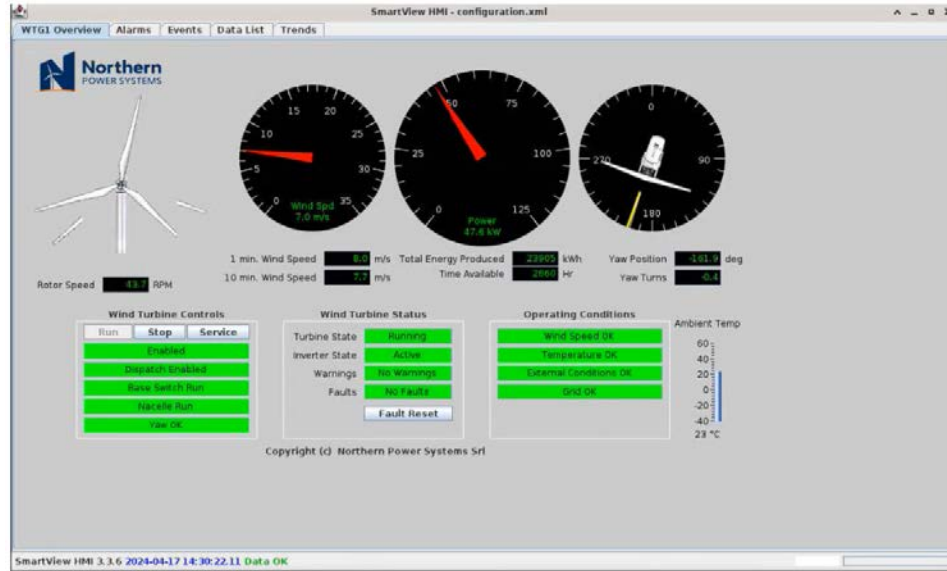 SmartView HMI - configuration.xml
WTG1 Overview Alarms Events Data List Trends
Northern
POWER SYSTEMS
0 5 10 15 20 25 30 35
Wind Spd
7.0 m/s
0 25 50 75 100 125
Power
47.6 kW
0 90 180 270
1 min. Wind Speed 8.0 m/s Total Energy Produced 23905 kWh Yaw Position -161.9 deg
10 min. Wind Speed 7.7 m/s Time Available 2660 Hr Yaw Turns -0.4
Rotor Speed 43.7 RPM
Wind Turbine Controls
Run Stop Service
Enabled
Dispatch Enabled
Base Switch Run
Nacelle Run
Yaw OK
Wind Turbine Status
Turbine State Running
Inverter State Active
Warnings No Warnings
Faults No Faults
Fault Reset
Operating Conditions
Wind Speed OK
Temperature OK
External Conditions OK
Grid OK
Ambient Temp
60
40
20
0
-20
-40
23 °C
Copyright (c) Northern Power Systems Srl
SmartView HMI 3.3.6 2024-04-17 14:30:22.11 Data OK